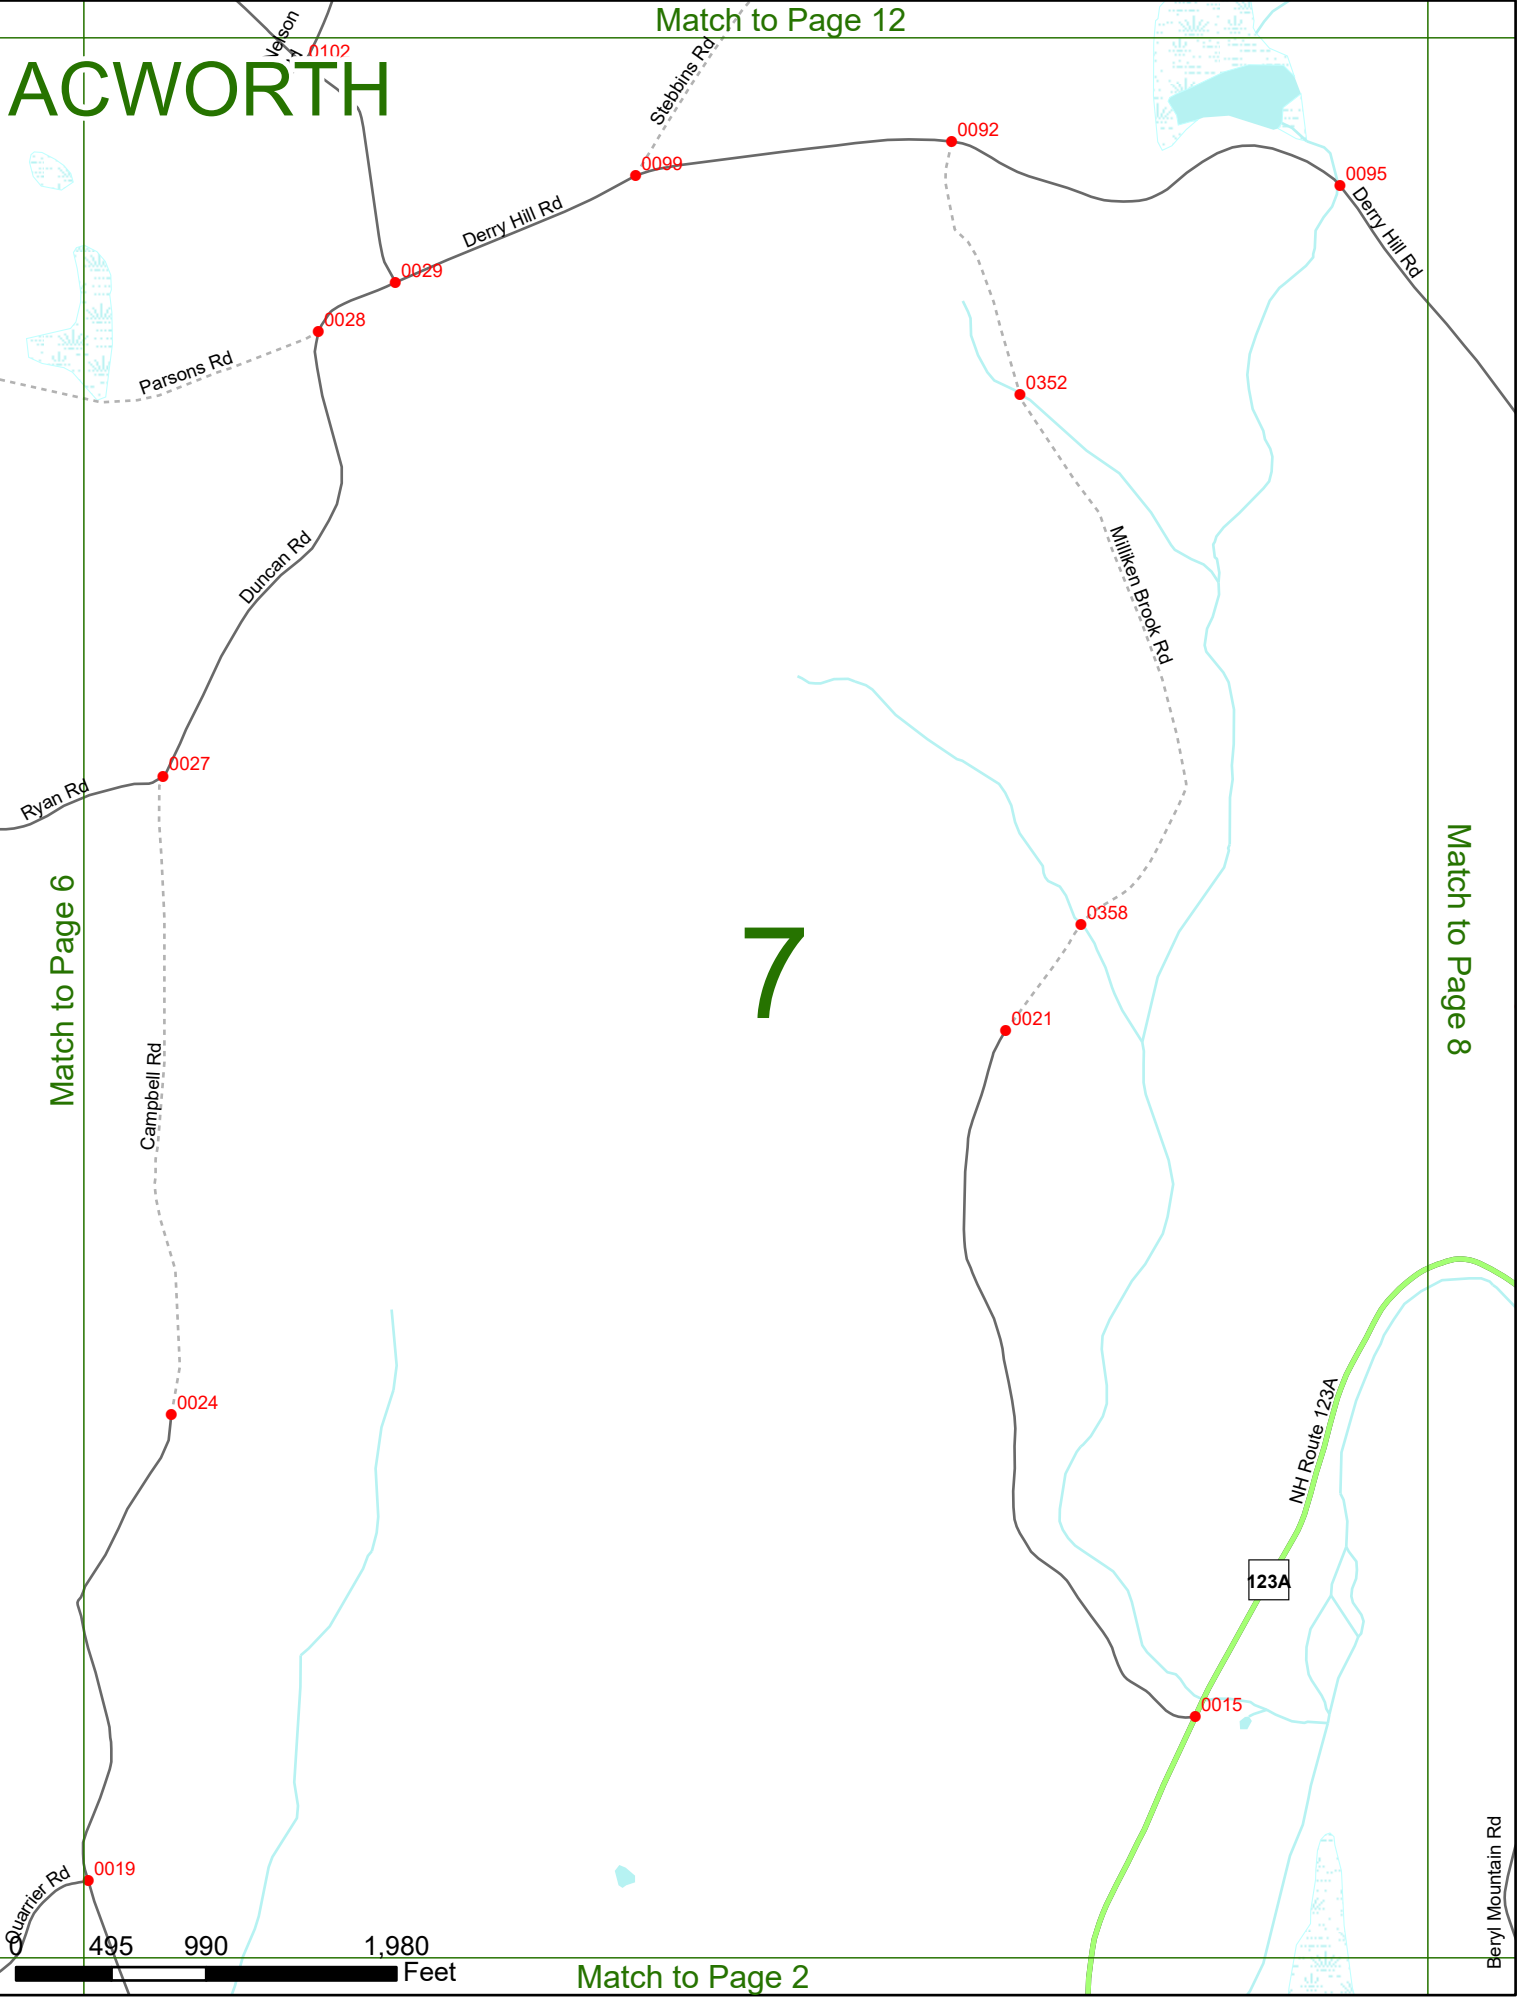 Match to Page 12
Nelson
0102
ACWORTH
Stebbins Rd
0092
0099
0095
Derry Hill Rd
Derry Hill Rd
0029
0028
Parsons Rd
0352
Duncan Rd
Milliken Brook Rd
0027
Ryan Rd
Match to Page 6
Match to Page 8
7
0358
0021
Campbell Rd
0024
NH Route 123A
123A
0015
Beryl Mountain Rd
0019
Quarrier Rd
0 495 990 1,980
Feet
Match to Page 2